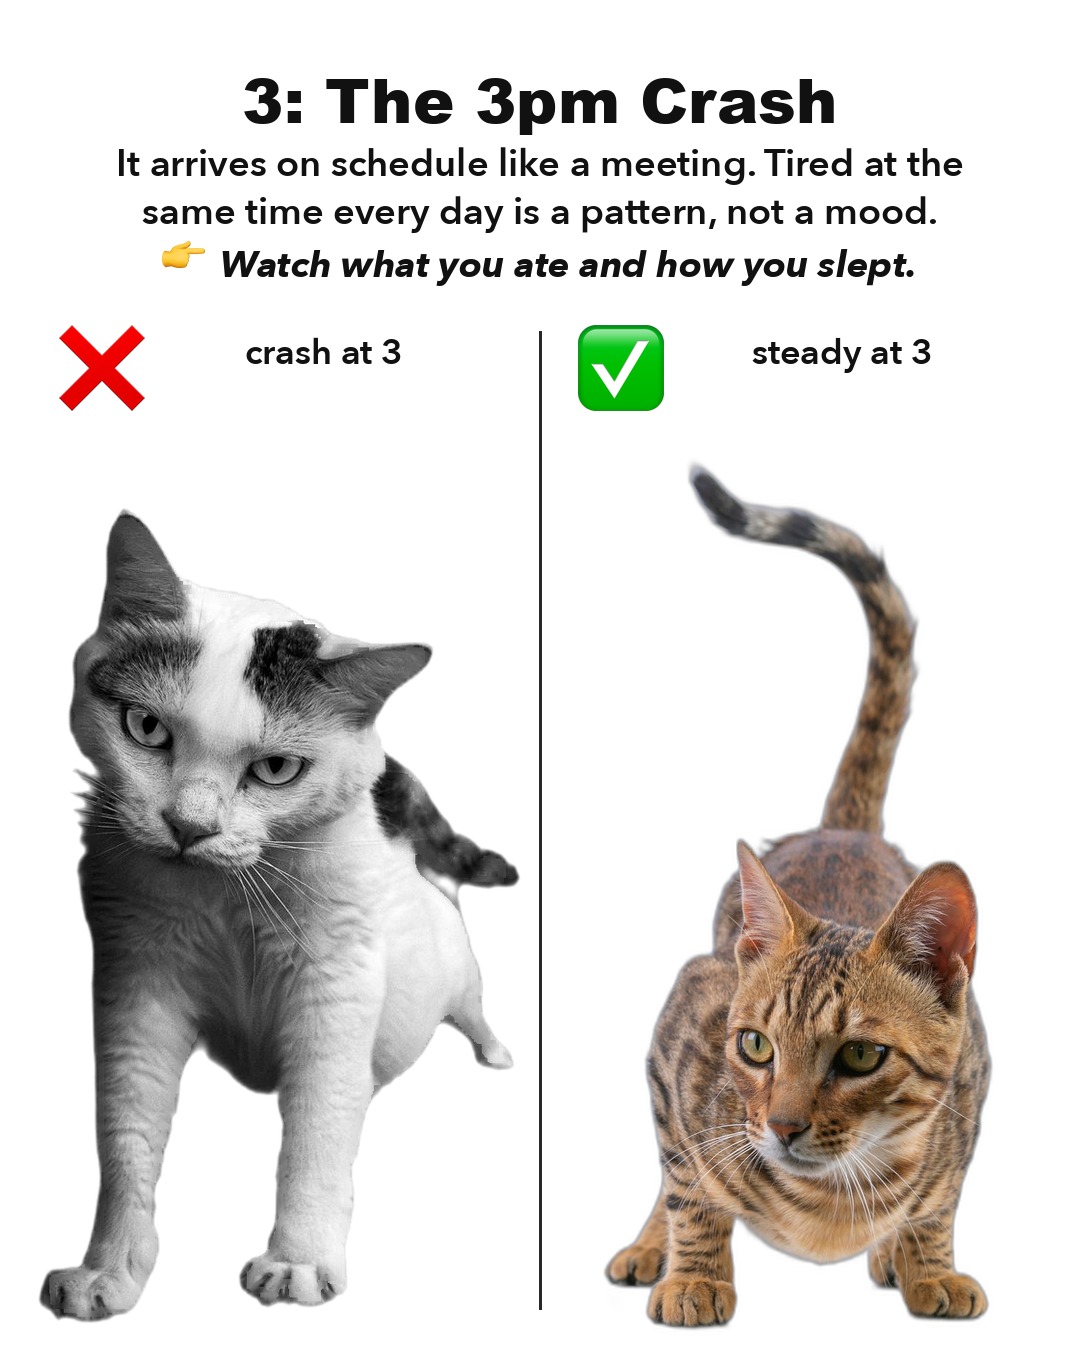 3: The 3pm Crash
It arrives on schedule like a meeting. Tired at the
same time every day is a pattern, not a mood.
👉 Watch what you ate and how you slept.
crash at 3
steady at 3